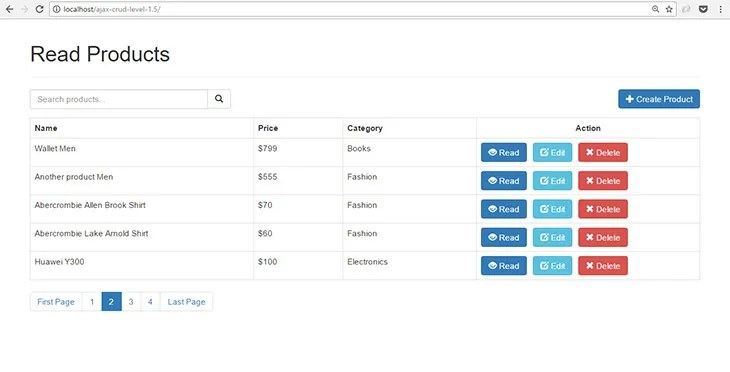 localhost/ajax-crud-level-1.5/
Read Products
Search products...
Create Product
Name Price Category Action
Wallet Men $799 Books Read Edit Delete
Another product Men $555 Fashion Read Edit Delete
Abercrombie Allen Brook Shirt $70 Fashion Read Edit Delete
Abercrombie Lake Arnold Shirt $60 Fashion Read Edit Delete
Huawei Y300 $100 Electronics Read Edit Delete
First Page 1 2 3 4 Last Page